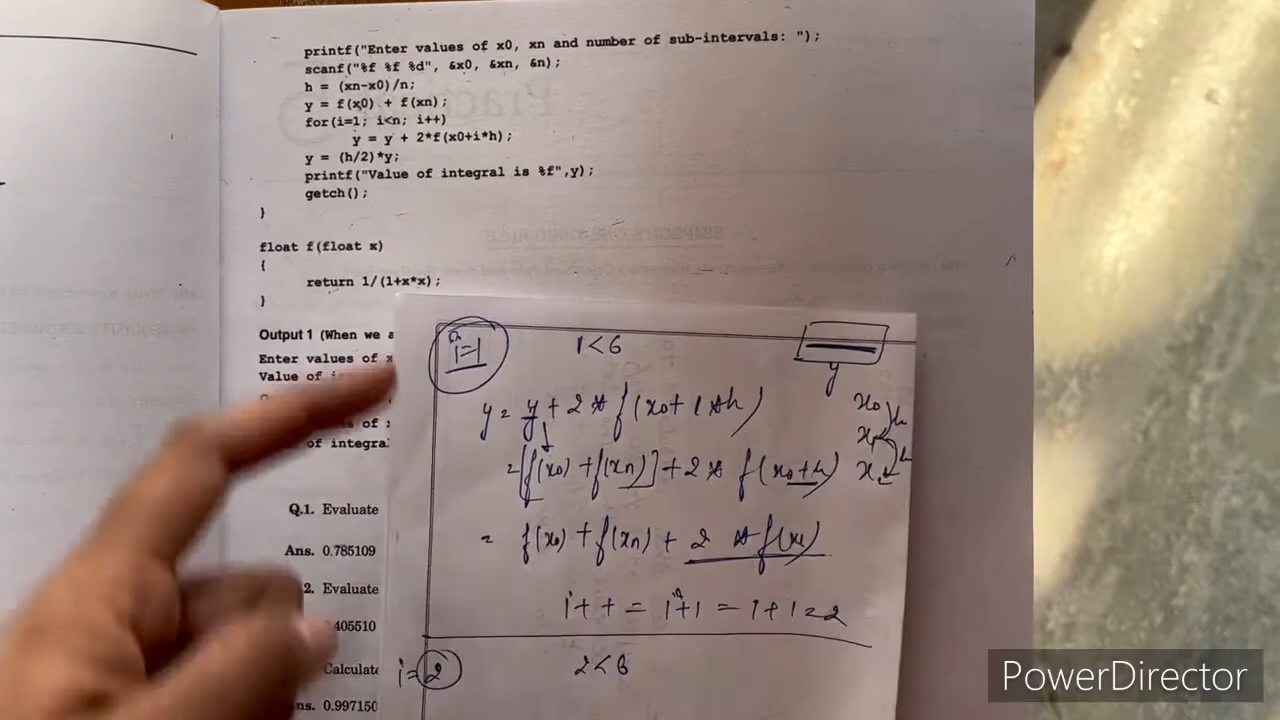 printf("Enter values of x0, xn and number of sub-intervals: ");
scanf("%f %f %d", &x0, &xn, &n);
h = (xn-x0)/n;
y = f(x0) + f(xn);
for(i=1; i<n; i++)
y = y + 2*f(x0+i*h);
y = (h/2)*y;
printf("Value of integral is %f",y);
getch();
}
float f(float x)
{
return 1/(1+x*x);
}
Output 1 (When we a
Enter values of x
Value of i
of integra
Q.1. Evaluate
Ans. 0.785109
2. Evaluate
405510
Calculate
ns. 0.997150
i=1
1<6
y
y = y + 2 * f(x0 + 1 * h)
= [f(x0) + f(xn)] + 2 * f(x0 + h)
= f(x0) + f(xn) + 2 * f(x1)
x0
h
h
i++ = i+1 = 1+1=2
i=2
2<6
PowerDirector